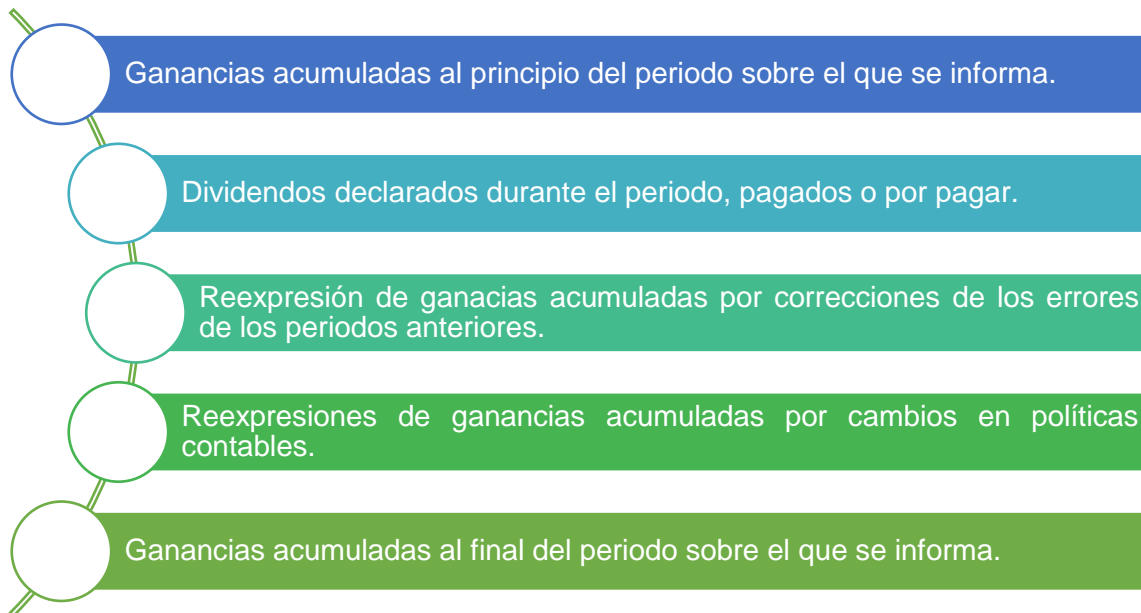 Ganancias acumuladas al principio del periodo sobre el que se informa.
Dividendos declarados durante el periodo, pagados o por pagar.
Reexpresión de ganacias acumuladas por correcciones de los errores
de los periodos anteriores.
Reexpresiones de ganancias acumuladas por cambios en políticas
contables.
Ganancias acumuladas al final del periodo sobre el que se informa.